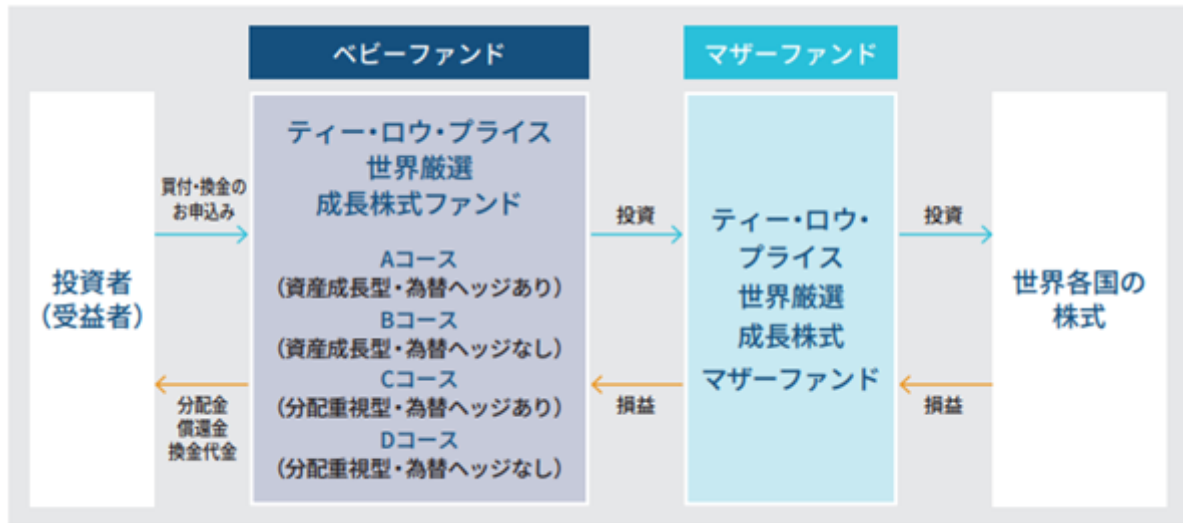 ベビーファンド
マザーファンド
投資者
（受益者）
買付・換金の
お申込み
分配金
償還金
換金代金
ティー・ロウ・プライス
世界厳選
成長株式ファンド
Aコース
（資産成長型・為替ヘッジあり）
Bコース
（資産成長型・為替ヘッジなし）
Cコース
（分配重視型・為替ヘッジあり）
Dコース
（分配重視型・為替ヘッジなし）
投資
損益
ティー・ロウ・
プライス
世界厳選
成長株式
マザーファンド
投資
損益
世界各国の
株式